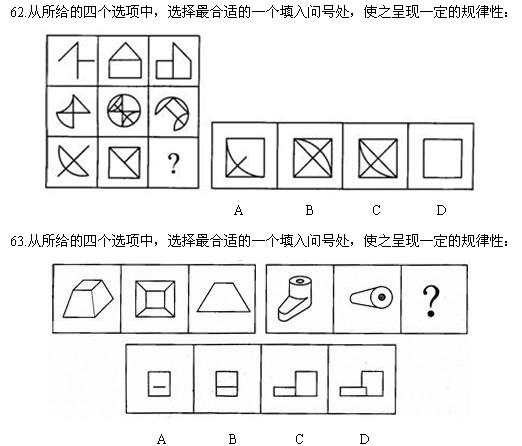 62.从所给的四个选项中，选择最合适的一个填入问号处，使之呈现一定的规律性：
?
A B C D
63.从所给的四个选项中，选择最合适的一个填入问号处，使之呈现一定的规律性：
?
A B C D